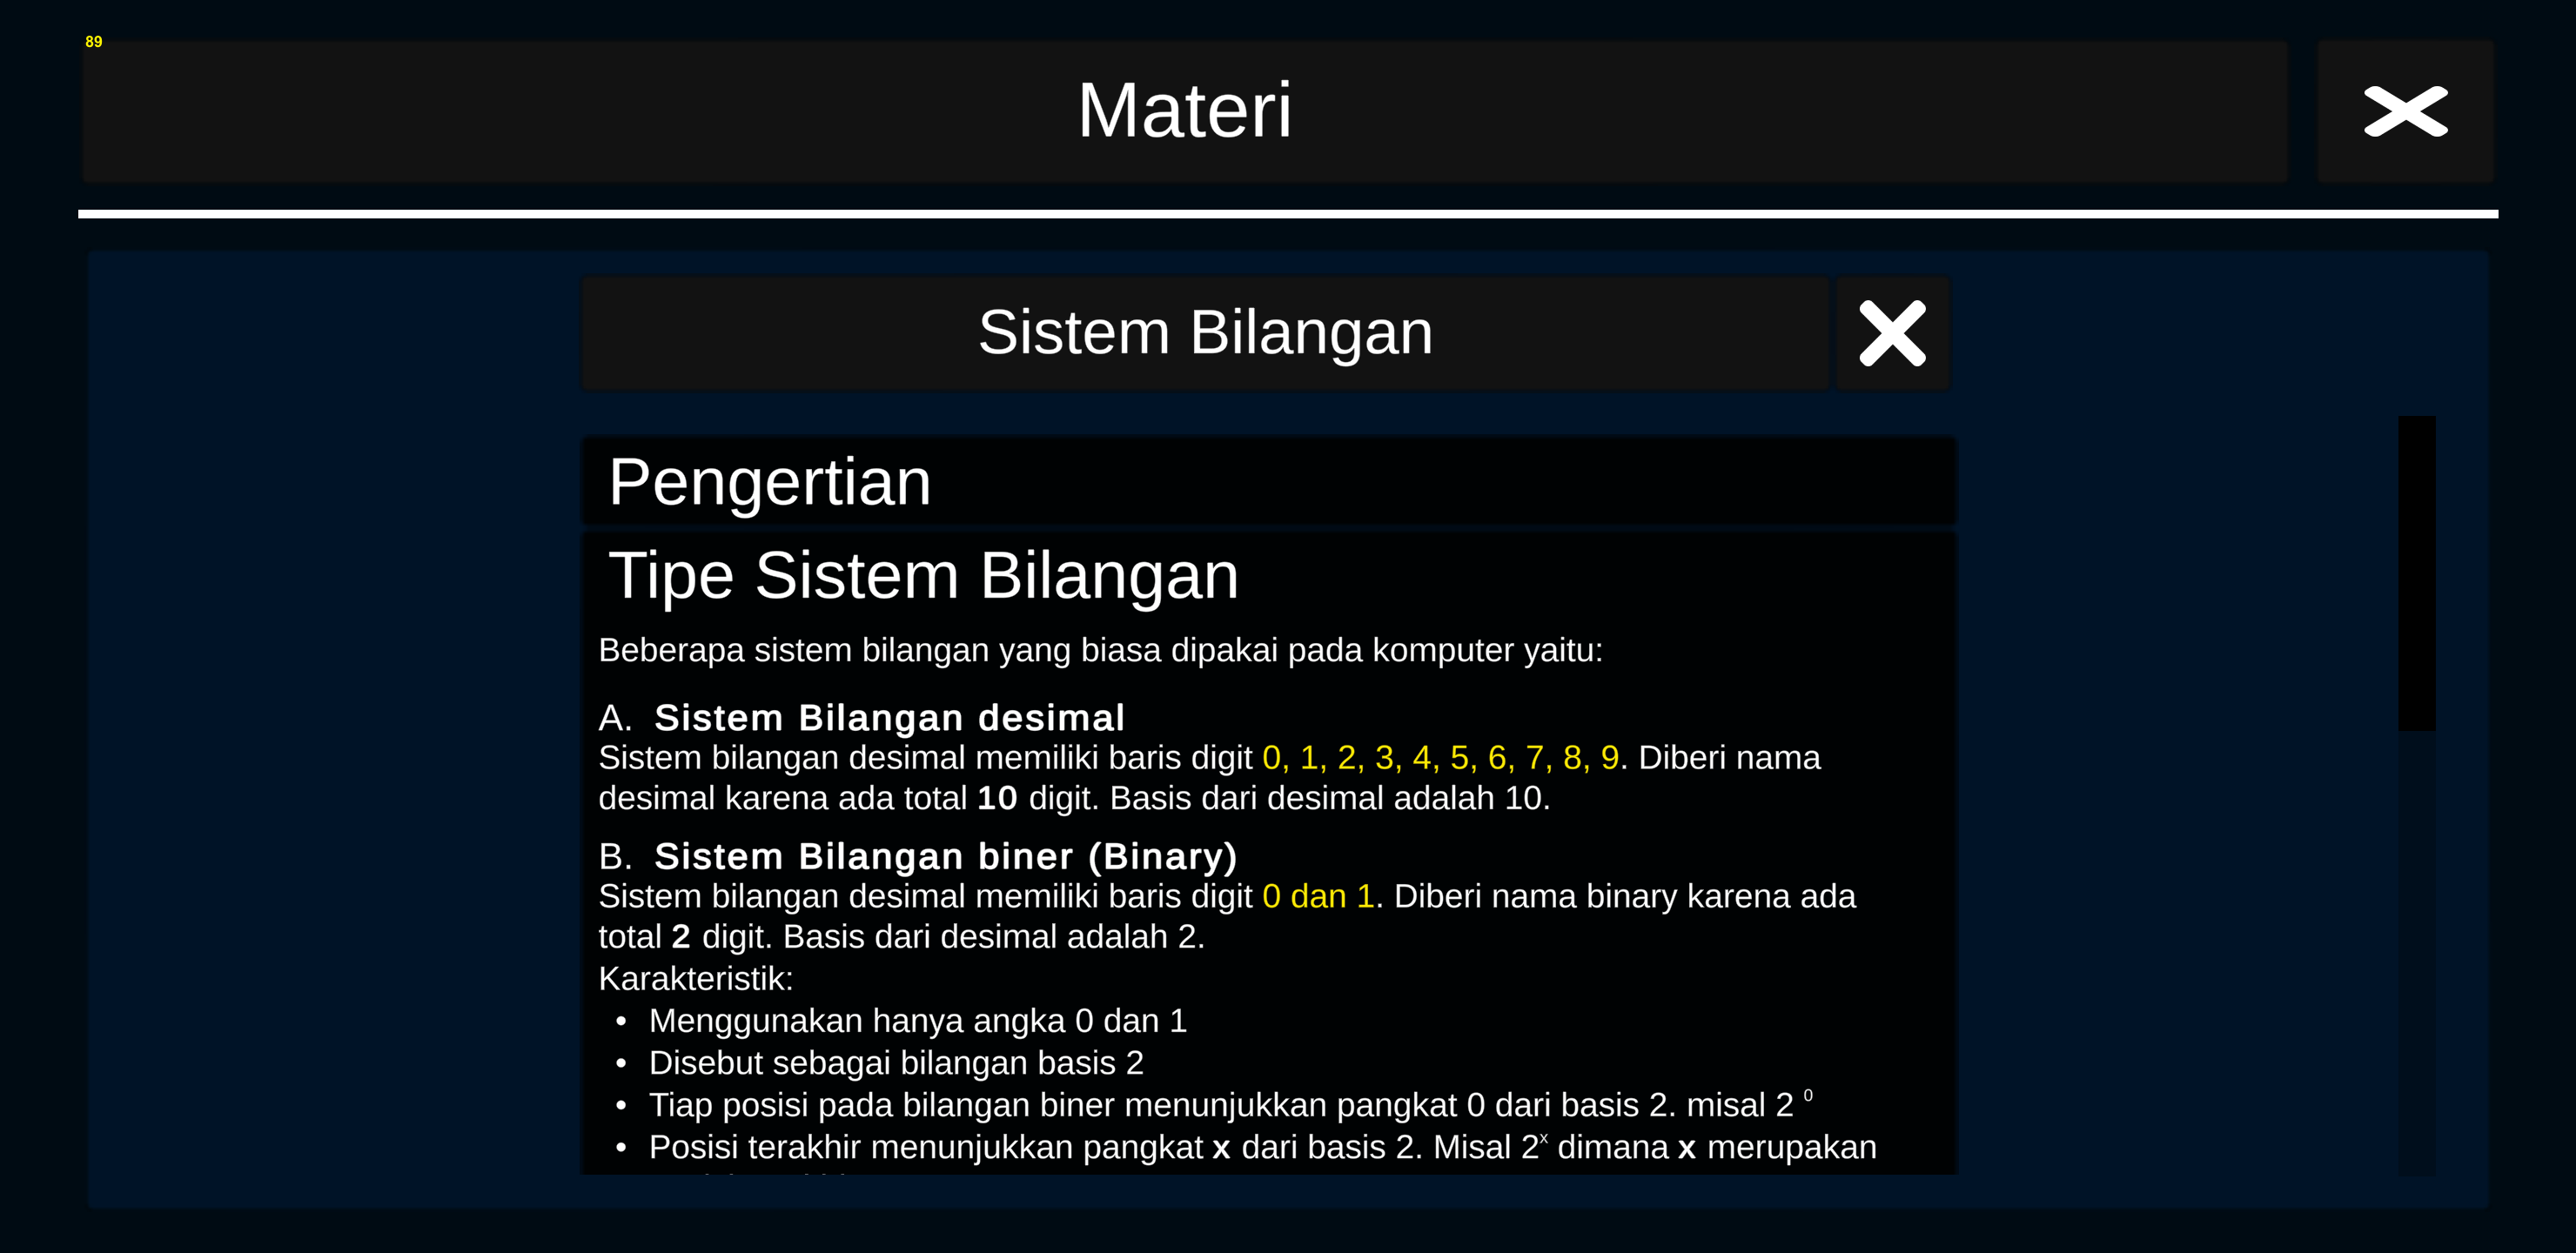 89
Materi
Sistem Bilangan
Pengertian
Tipe Sistem Bilangan
Beberapa sistem bilangan yang biasa dipakai pada komputer yaitu:
A. Sistem Bilangan desimal
Sistem bilangan desimal memiliki baris digit 0, 1, 2, 3, 4, 5, 6, 7, 8, 9. Diberi nama
desimal karena ada total 10 digit. Basis dari desimal adalah 10.
B. Sistem Bilangan biner (Binary)
Sistem bilangan desimal memiliki baris digit 0 dan 1. Diberi nama binary karena ada
total 2 digit. Basis dari desimal adalah 2.
Karakteristik:
• Menggunakan hanya angka 0 dan 1
• Disebut sebagai bilangan basis 2
• Tiap posisi pada bilangan biner menunjukkan pangkat 0 dari basis 2. misal 2 ⁰
• Posisi terakhir menunjukkan pangkat x dari basis 2. Misal 2ˣ dimana x merupakan